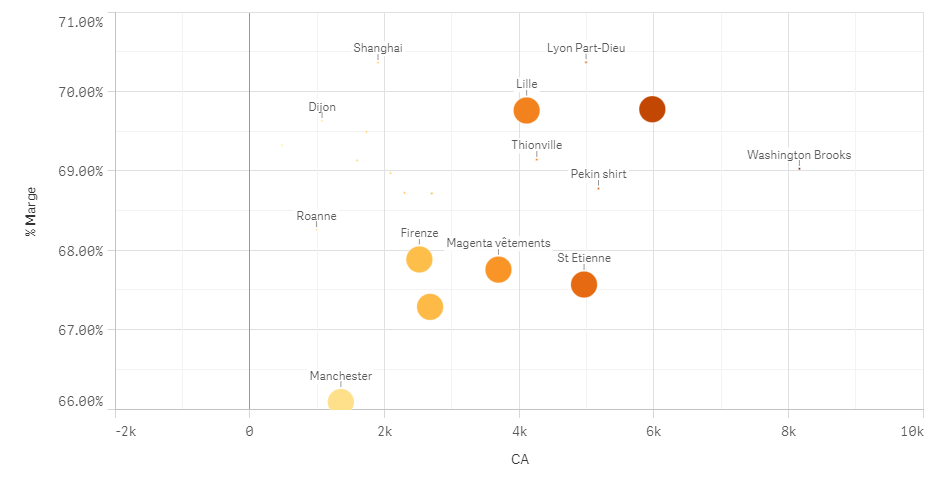 71.00%
Shanghai
Lyon Part-Dieu
70.00%
Lille
Dijon
Thionville
Washington Brooks
69.00%
Pekin shirt
% Marge
Roanne
Firenze
Magenta vêtements
68.00%
St Etienne
67.00%
Manchester
66.00%
-2k 0 2k 4k 6k 8k 10k
CA